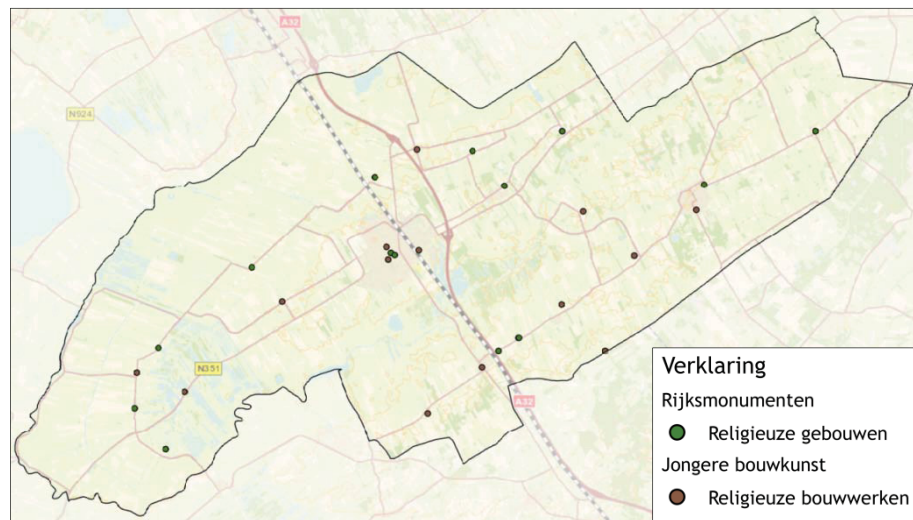 A32
N924
N351
A32
Verklaring
Rijksmonumenten
Religieuze gebouwen
Jongere bouwkunst
Religieuze bouwwerken